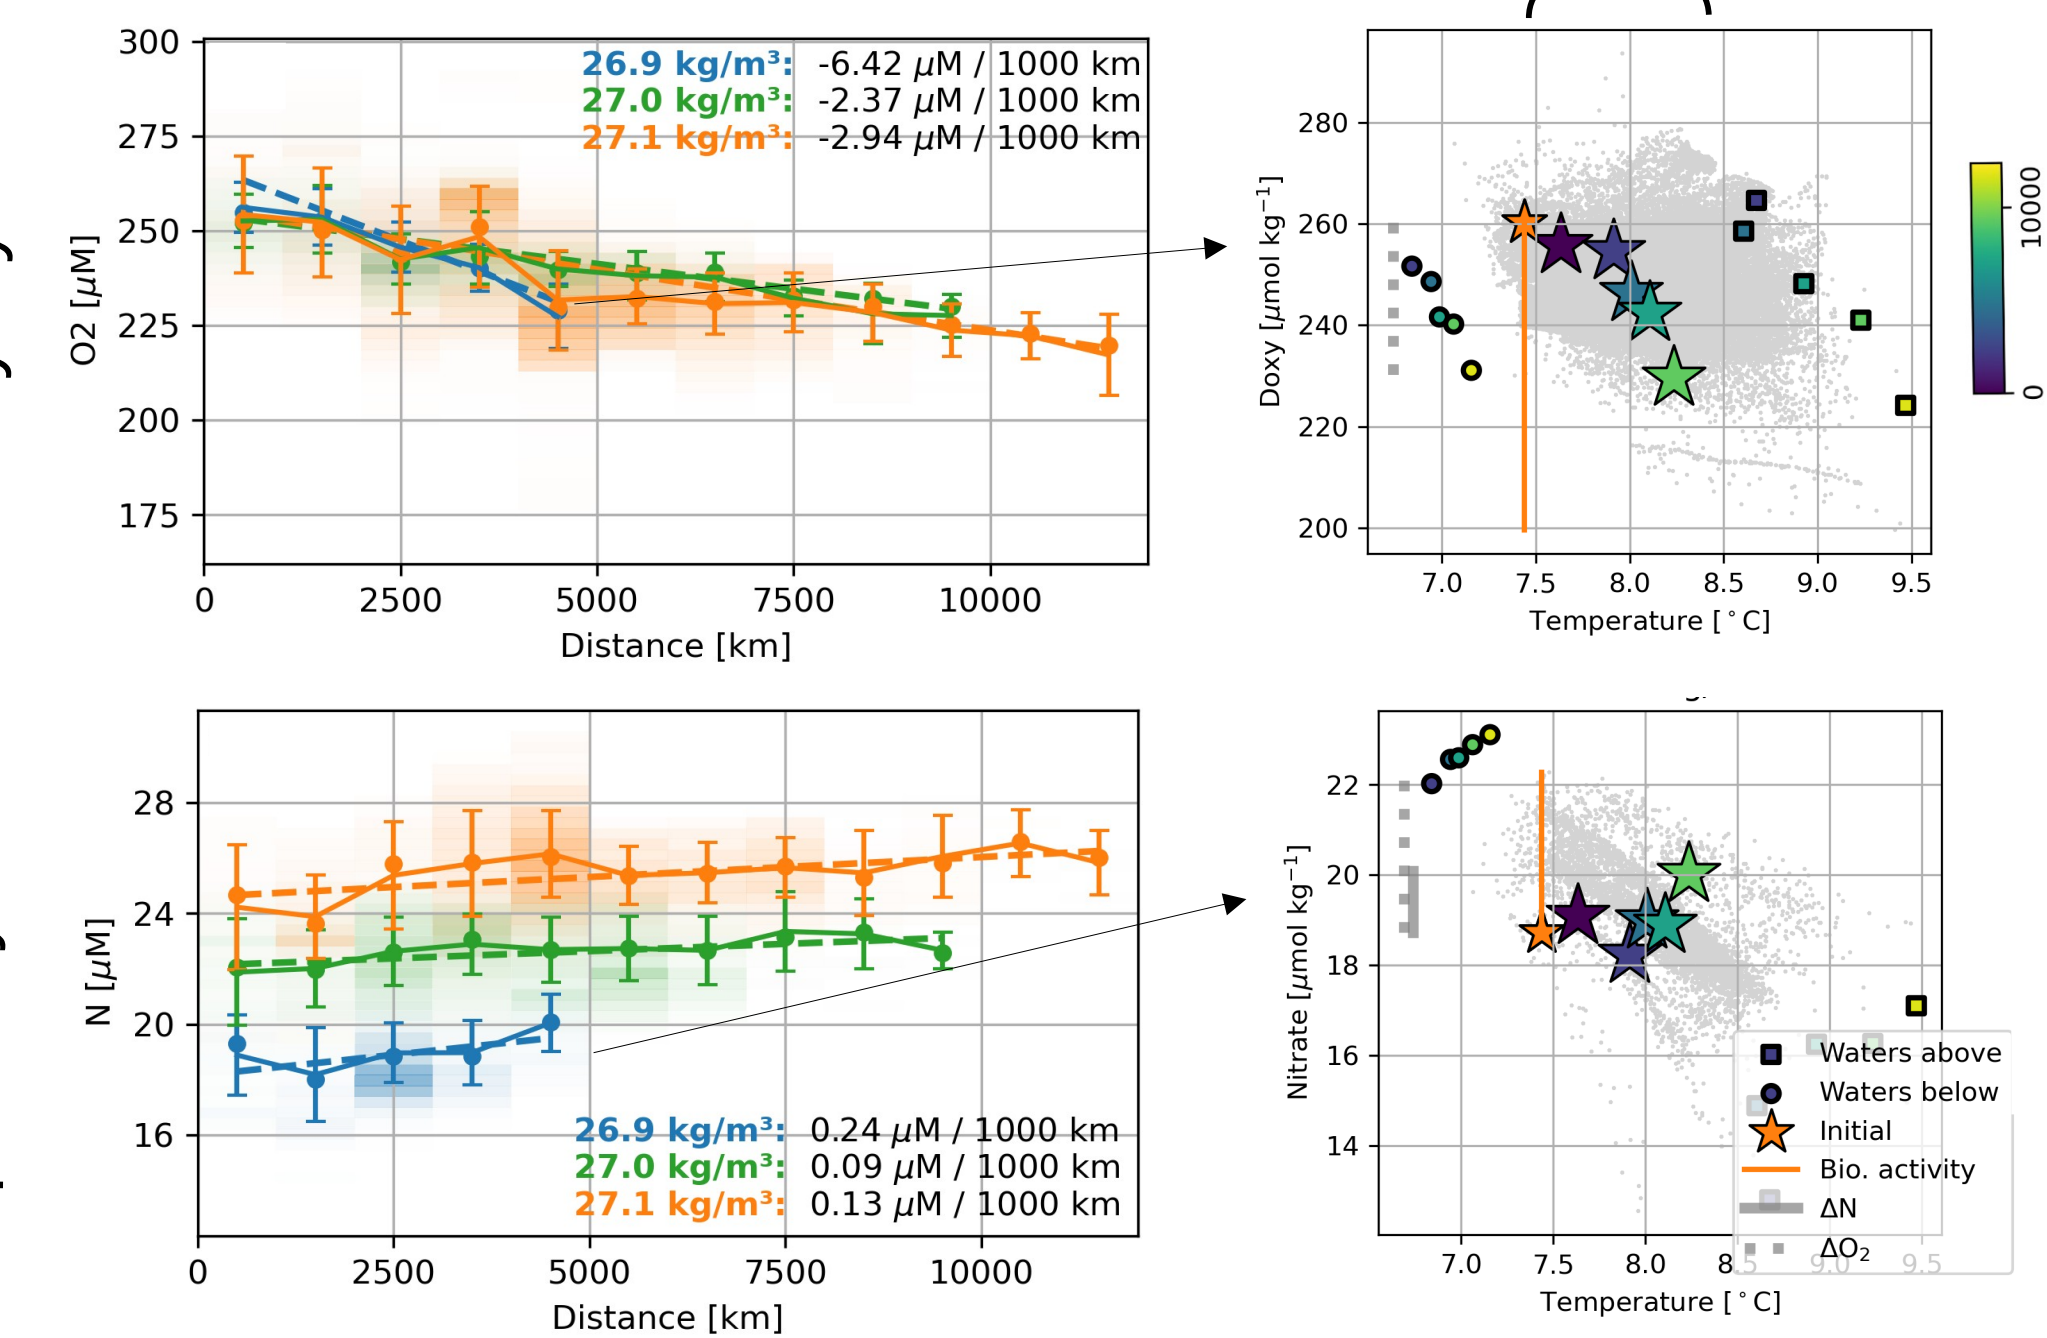 300
275
250
225
200
175
O2 [μM]
26.9 kg/m³: -6.42 μM / 1000 km
27.0 kg/m³: -2.37 μM / 1000 km
27.1 kg/m³: -2.94 μM / 1000 km
0 2500 5000 7500 10000
Distance [km]
280
260
240
220
200
Doxy [μmol kg⁻¹]
7.0 7.5 8.0 8.5 9.0 9.5
Temperature [°C]
10000
0
28
24
20
16
N [μM]
26.9 kg/m³: 0.24 μM / 1000 km
27.0 kg/m³: 0.09 μM / 1000 km
27.1 kg/m³: 0.13 μM / 1000 km
0 2500 5000 7500 10000
Distance [km]
22
20
18
16
14
Nitrate [μmol kg⁻¹]
Waters above
Waters below
Initial
Bio. activity
ΔN
ΔO₂
7.0 7.5 8.0 8.5 9.0 9.5
Temperature [°C]